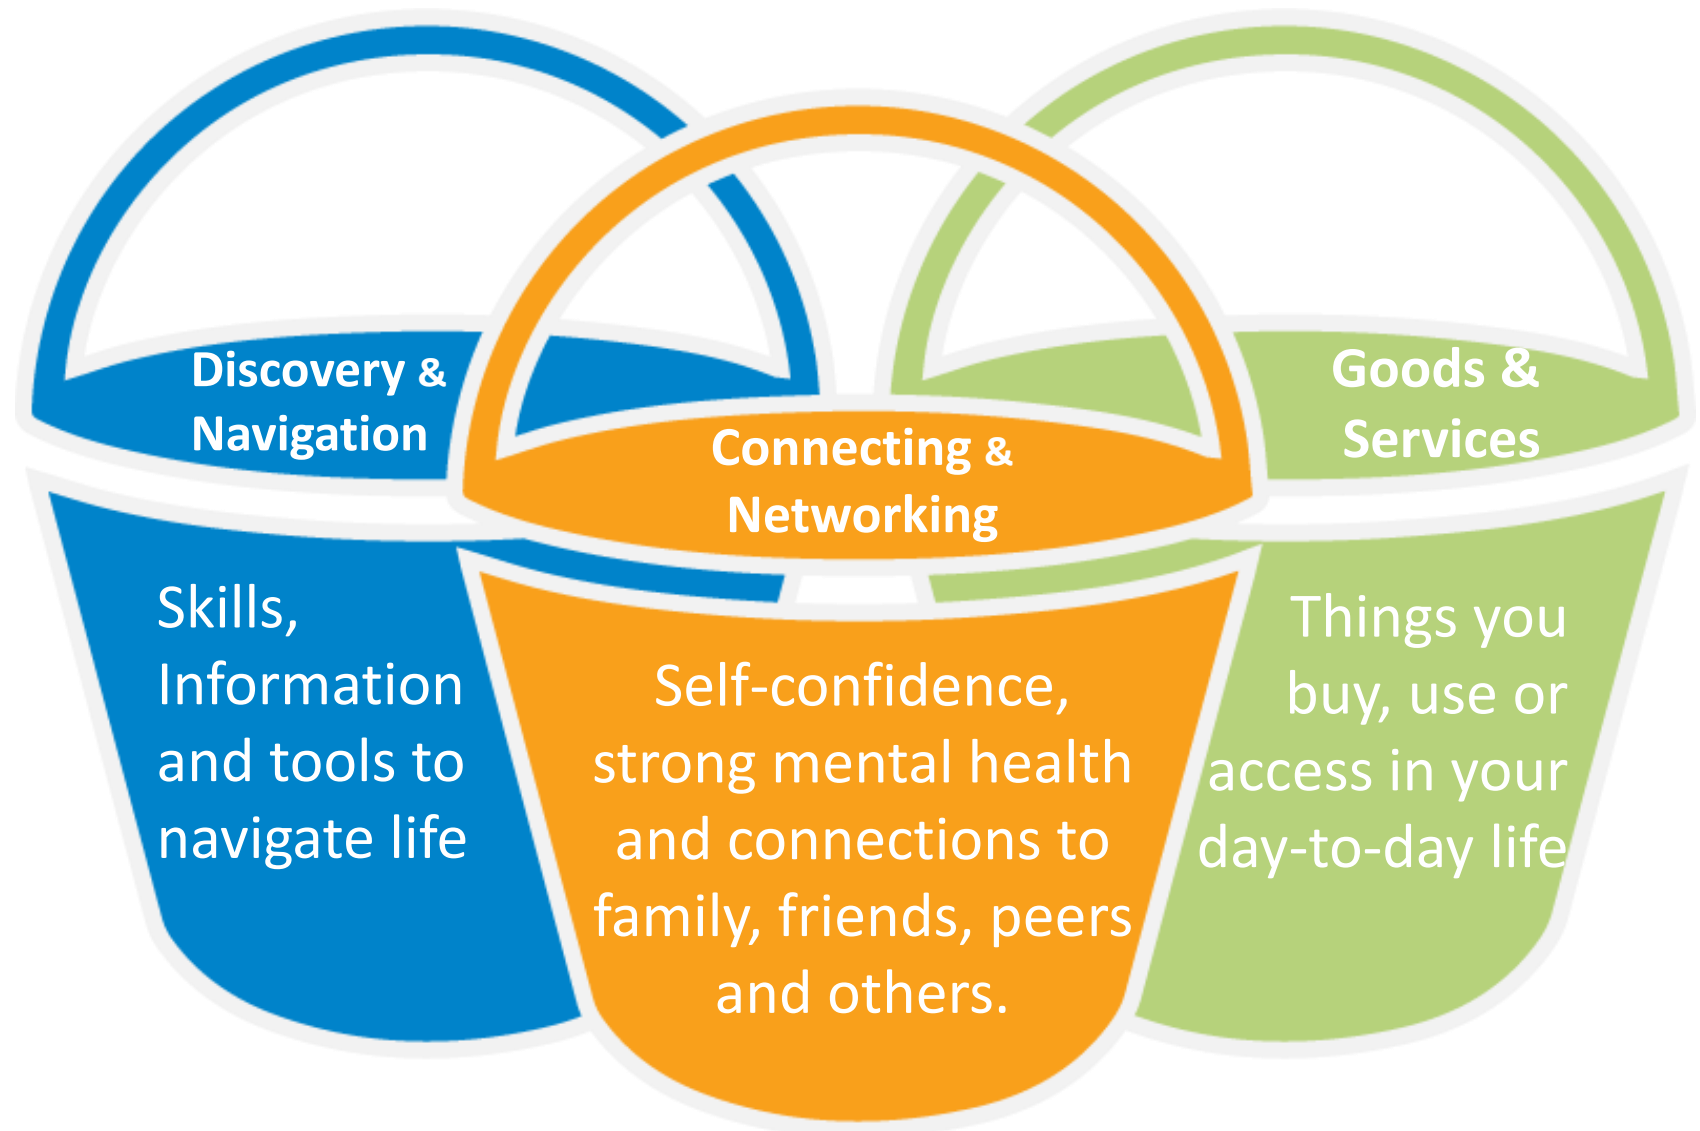 Discovery &
Navigation
Skills,
Information
and tools to
navigate life
Connecting &
Networking
Self-confidence,
strong mental health
and connections to
family, friends, peers
and others.
Goods &
Services
Things you
buy, use or
access in your
day-to-day life